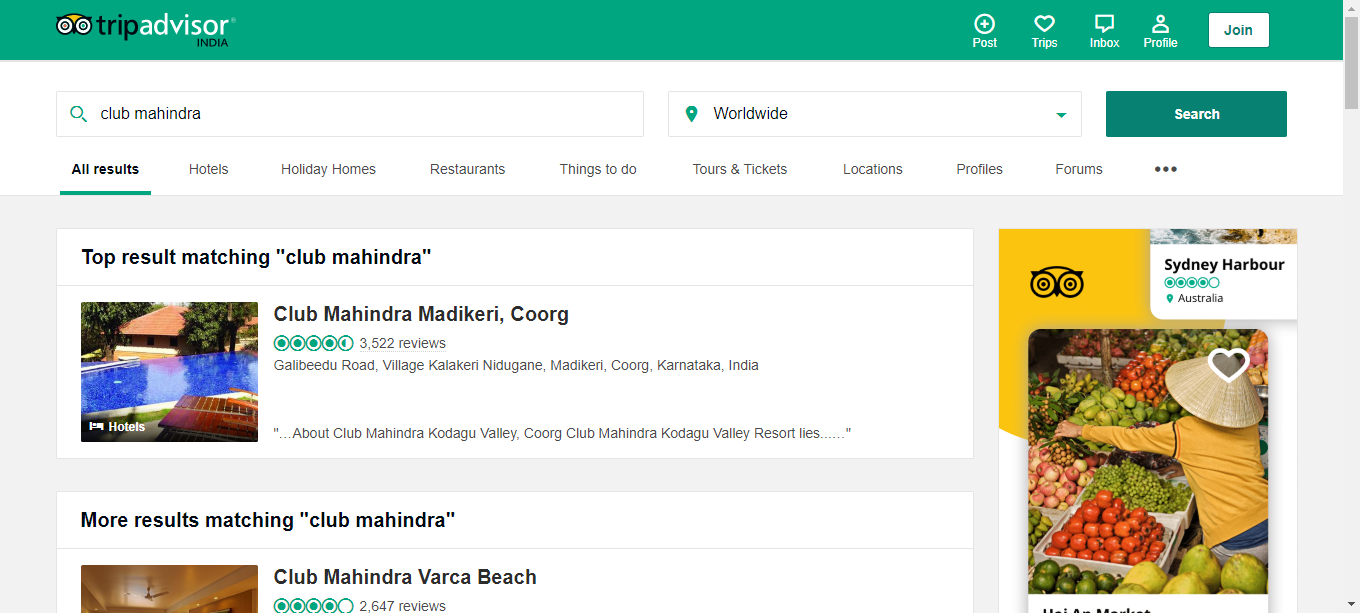 tripadvisor®
INDIA
Post
Trips
Inbox
Profile
Join
club mahindra
Worldwide
Search
All results
Hotels
Holiday Homes
Restaurants
Things to do
Tours & Tickets
Locations
Profiles
Forums
Top result matching "club mahindra"
Club Mahindra Madikeri, Coorg
3,522 reviews
Galibeedu Road, Village Kalakeri Nidugane, Madikeri, Coorg, Karnataka, India
Hotels
"…About Club Mahindra Kodagu Valley, Coorg Club Mahindra Kodagu Valley Resort lies...…"
More results matching "club mahindra"
Club Mahindra Varca Beach
2,647 reviews
Sydney Harbour
Australia
Hoi An Market